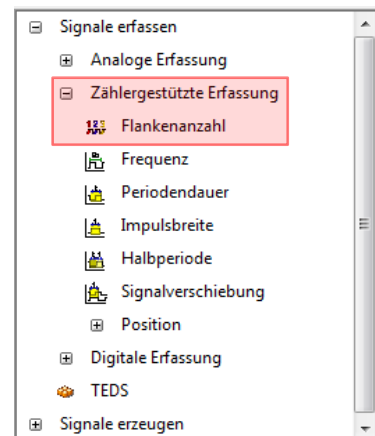 Signale erfassen
Analoge Erfassung
Zählergestützte Erfassung
Flankenanzahl
Frequenz
Periodendauer
Impulsbreite
Halbperiode
Signalverschiebung
Position
Digitale Erfassung
TEDS
Signale erzeugen